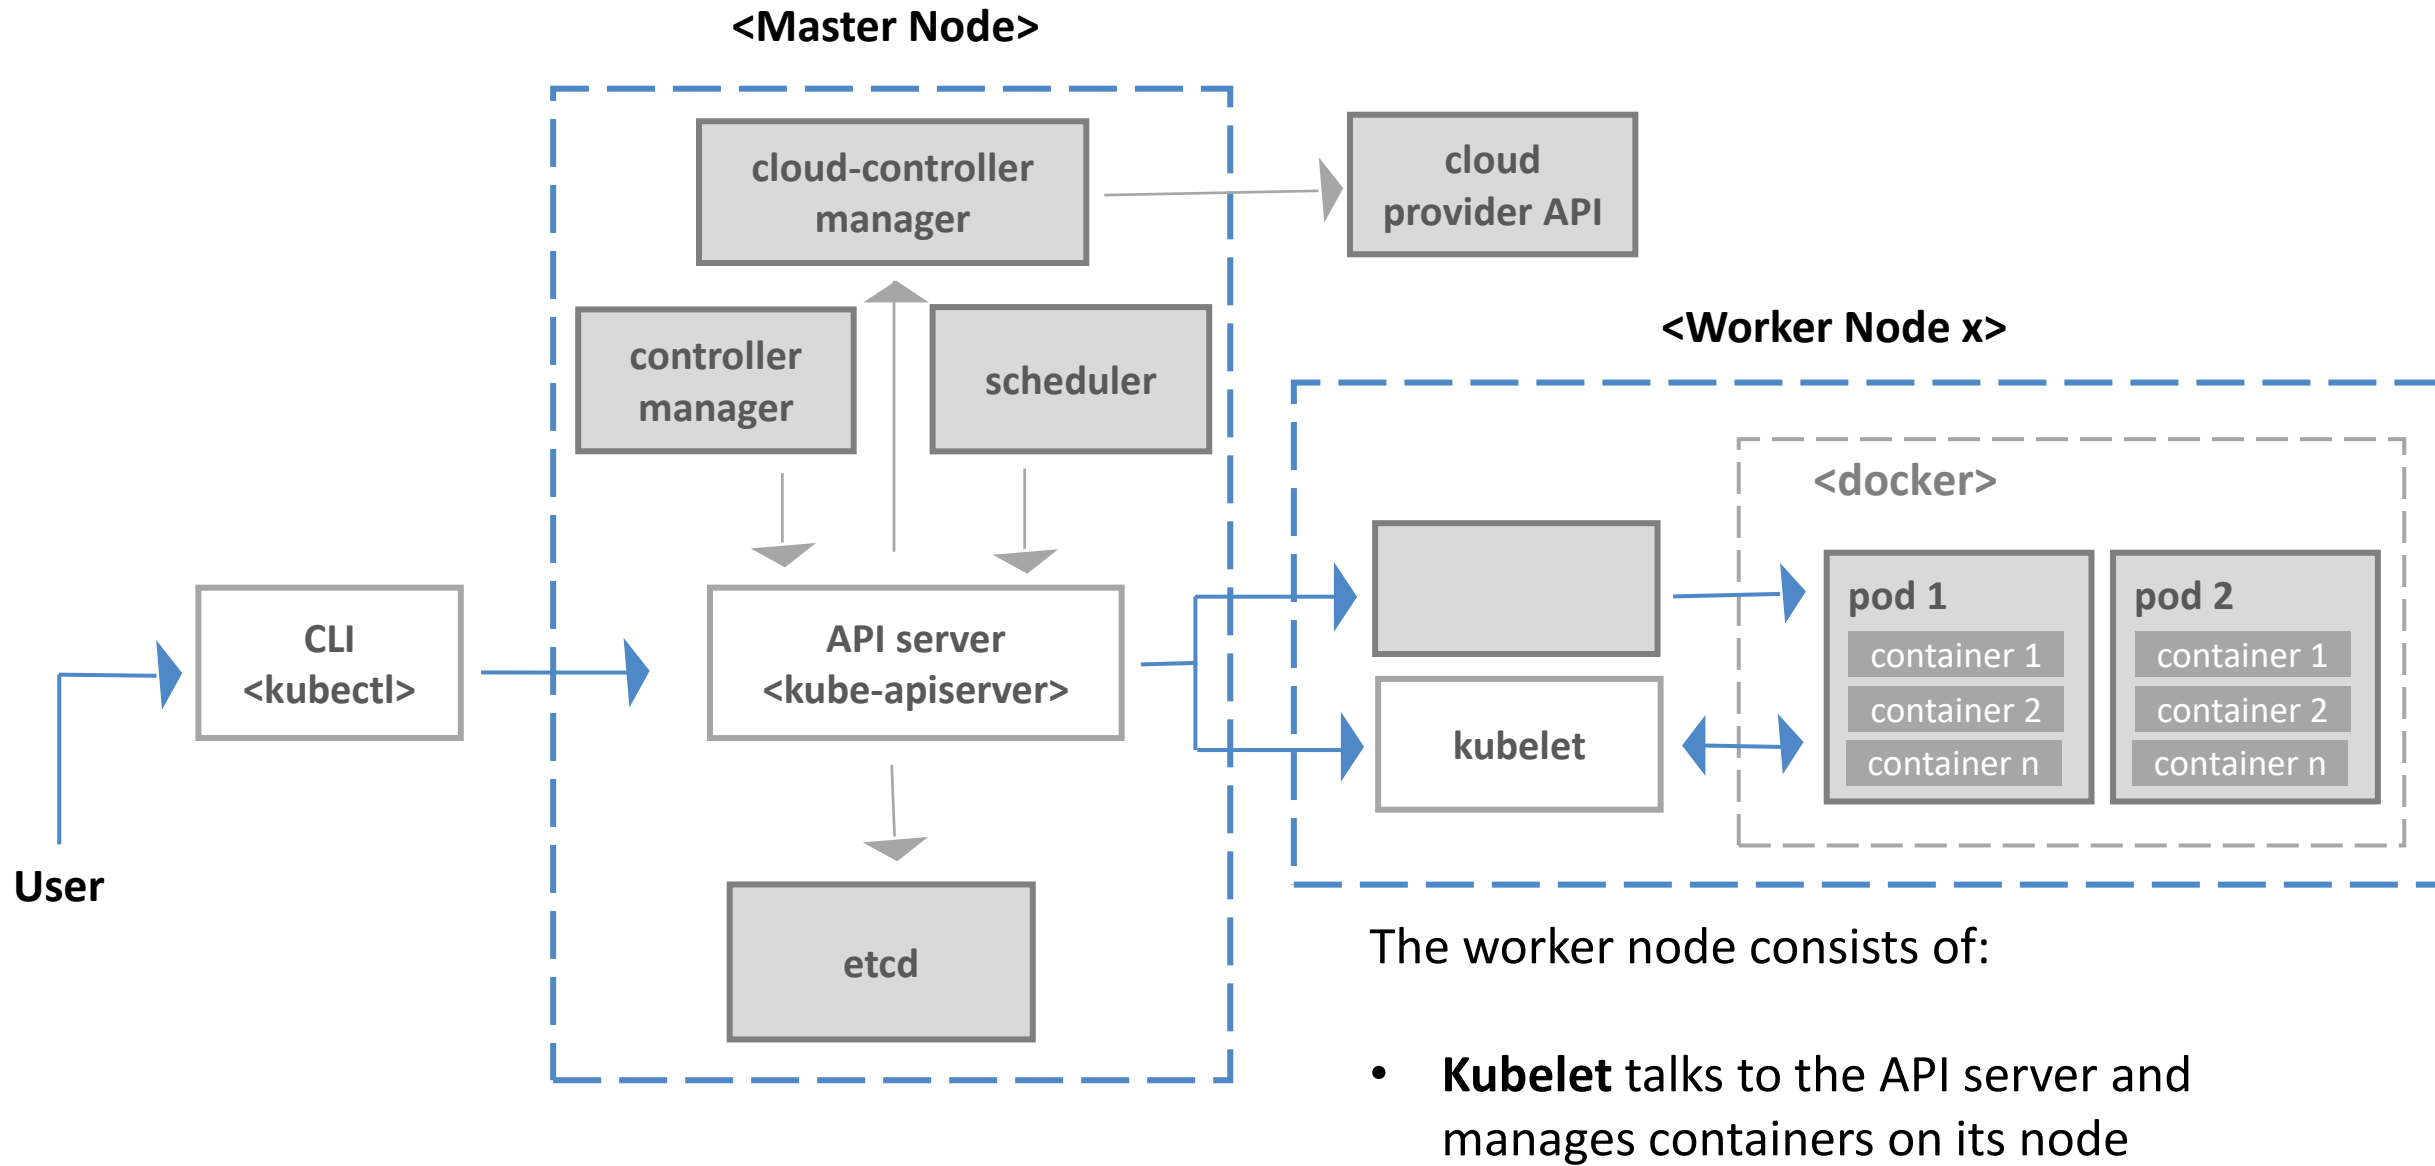 <Master Node>
cloud-controller
manager
cloud
provider API
controller
manager
scheduler
<Worker Node x>
<docker>
CLI
<kubectl>
API server
<kube-apiserver>
kubelet
pod 1
container 1
container 2
container n
pod 2
container 1
container 2
container n
User
etcd
The worker node consists of:
• Kubelet talks to the API server and
manages containers on its node